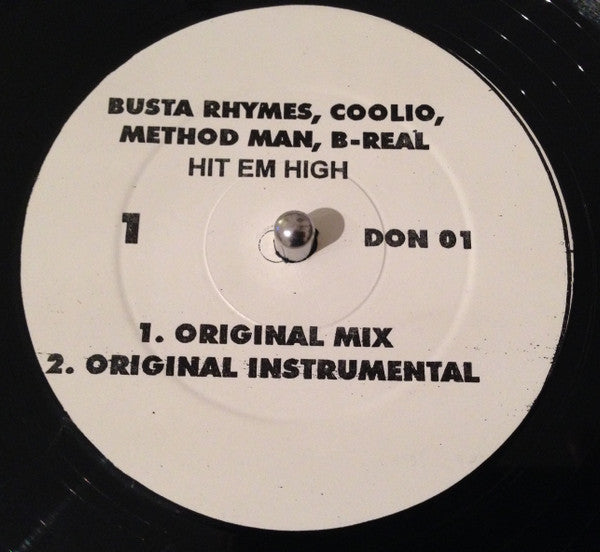 BUSTA RHYMES, COOLIO,
METHOD MAN, B-REAL
HIT EM HIGH
1
DON 01
1. ORIGINAL MIX
2. ORIGINAL INSTRUMENTAL